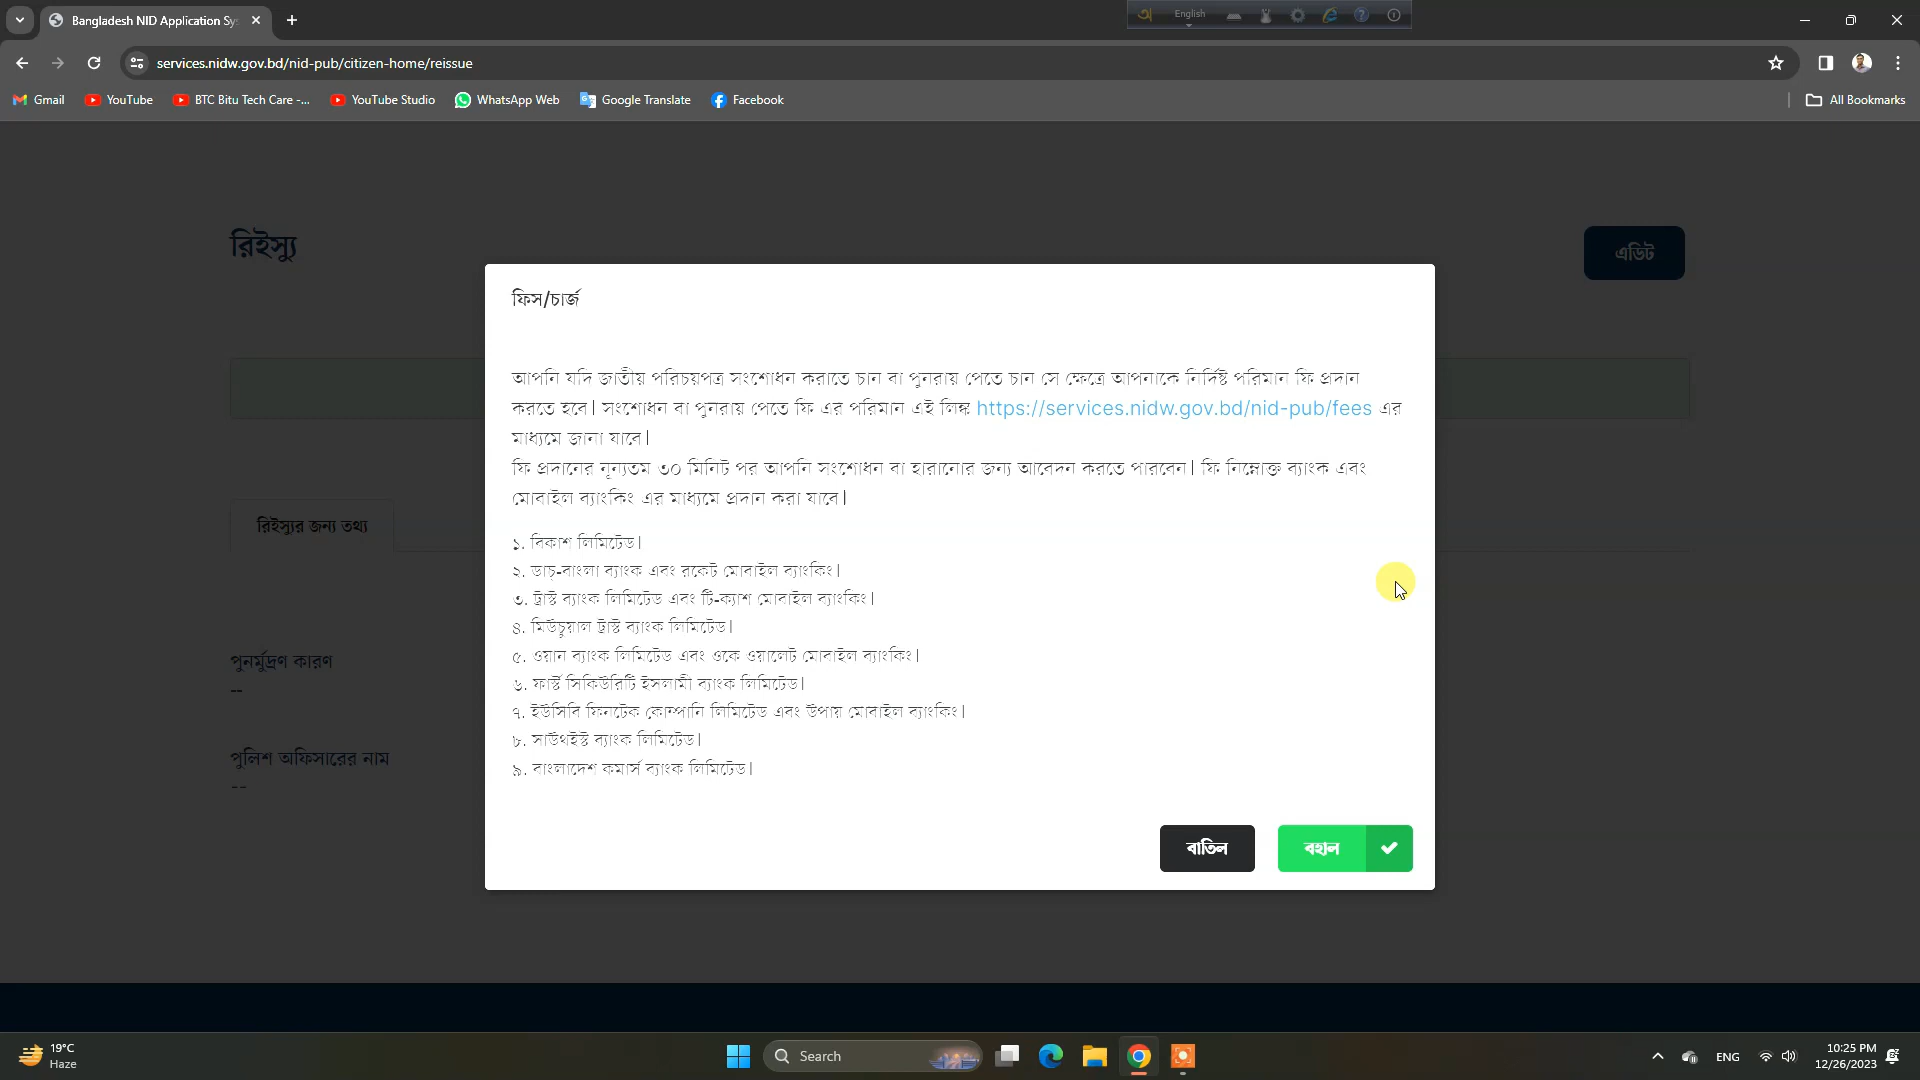 Bangladesh NID Application Sy
English
services.nidw.gov.bd/nid-pub/citizen-home/reissue
Gmail
YouTube
BTC Bitu Tech Care -...
YouTube Studio
WhatsApp Web
Google Translate
Facebook
All Bookmarks
রিইস্যু
এডিট
ফিস/চার্জ
আপনি যদি জাতীয় পরিচয়পত্র সংশোধন করাতে চান বা পুনরায় পেতে চান সে ক্ষেত্রে আপনাকে নির্দিষ্ট পরিমান ফি প্রদান
করতে হবে। সংশোধন বা পুনরায় পেতে ফি এর পরিমান এই লিঙ্ক https://services.nidw.gov.bd/nid-pub/fees এর
মাধ্যমে জানা যাবে।
ফি প্রদানের নূন্যতম ৩০ মিনিট পর আপনি সংশোধন বা হারানোর জন্য আবেদন করতে পারবেন। ফি নিম্নোক্ত ব্যাংক এবং
মোবাইল ব্যাংকিং এর মাধ্যমে প্রদান করা যাবে।
রিইস্যুর জন্য তথ্য
১. বিকাশ লিমিটেড।
২. ডাচ্-বাংলা ব্যাংক এবং রকেট মোবাইল ব্যাংকিং।
৩. ট্রাস্ট ব্যাংক লিমিটেড এবং টি-ক্যাশ মোবাইল ব্যাংকিং।
৪. মিউচুয়াল ট্রাস্ট ব্যাংক লিমিটেড।
৫. ওয়ান ব্যাংক লিমিটেড এবং ওকে ওয়ালেট মোবাইল ব্যাংকিং।
৬. ফার্স্ট সিকিউরিটি ইসলামী ব্যাংক লিমিটেড।
৭. ইউসিবি ফিনটেক কোম্পানি লিমিটেড এবং উপায় মোবাইল ব্যাংকিং।
৮. সাউথইস্ট ব্যাংক লিমিটেড।
৯. বাংলাদেশ কমার্স ব্যাংক লিমিটেড।
পুনর্মুদ্রণ কারণ
--
পুলিশ অফিসারের নাম
--
বাতিল
বহাল
19°C
Haze
Search
ENG
10:25 PM
12/26/2023